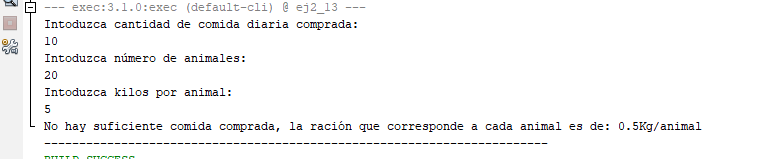 --- exec:3.1.0:exec (default-cli) @ ej2_13 ---
Intoduzca cantidad de comida diaria comprada:
10
Intoduzca número de animales:
20
Intoduzca kilos por animal:
5
No hay suficiente comida comprada, la ración que corresponde a cada animal es de: 0.5Kg/animal
------------------------------------------------------------------------
BUILD SUCCESS